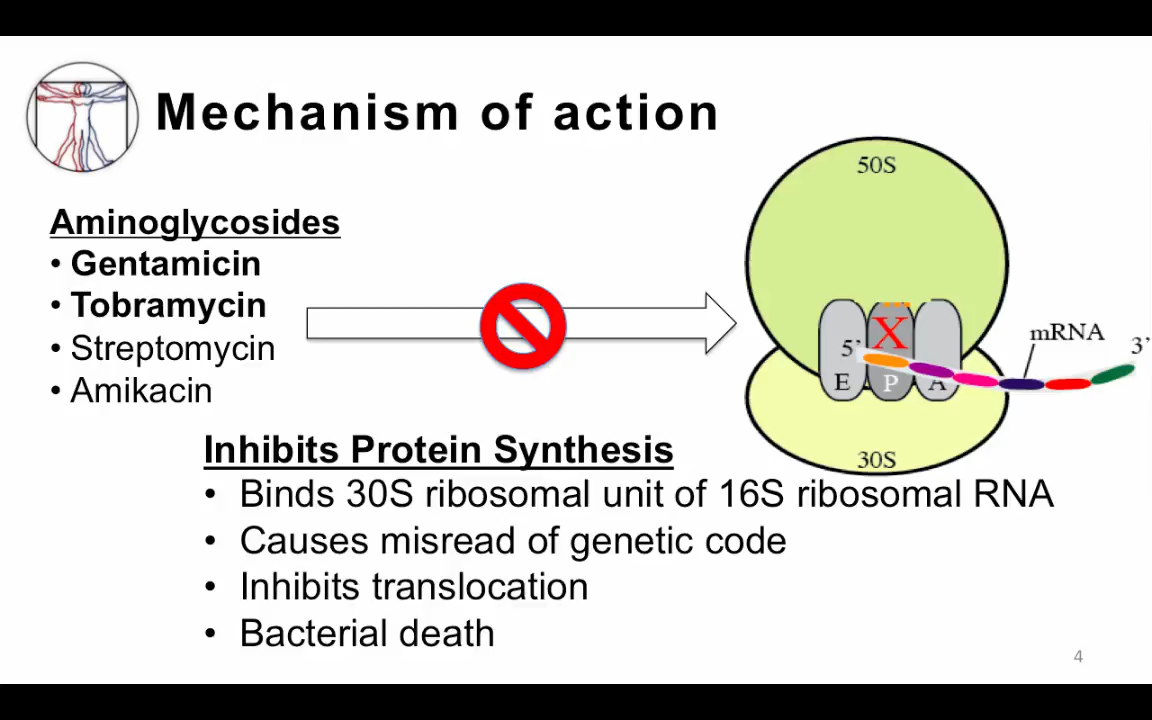 Mechanism of action
Aminoglycosides
• Gentamicin
• Tobramycin
• Streptomycin
• Amikacin
50S
X
mRNA
5’
3’
E
P
A
30S
Inhibits Protein Synthesis
• Binds 30S ribosomal unit of 16S ribosomal RNA
• Causes misread of genetic code
• Inhibits translocation
• Bacterial death
4